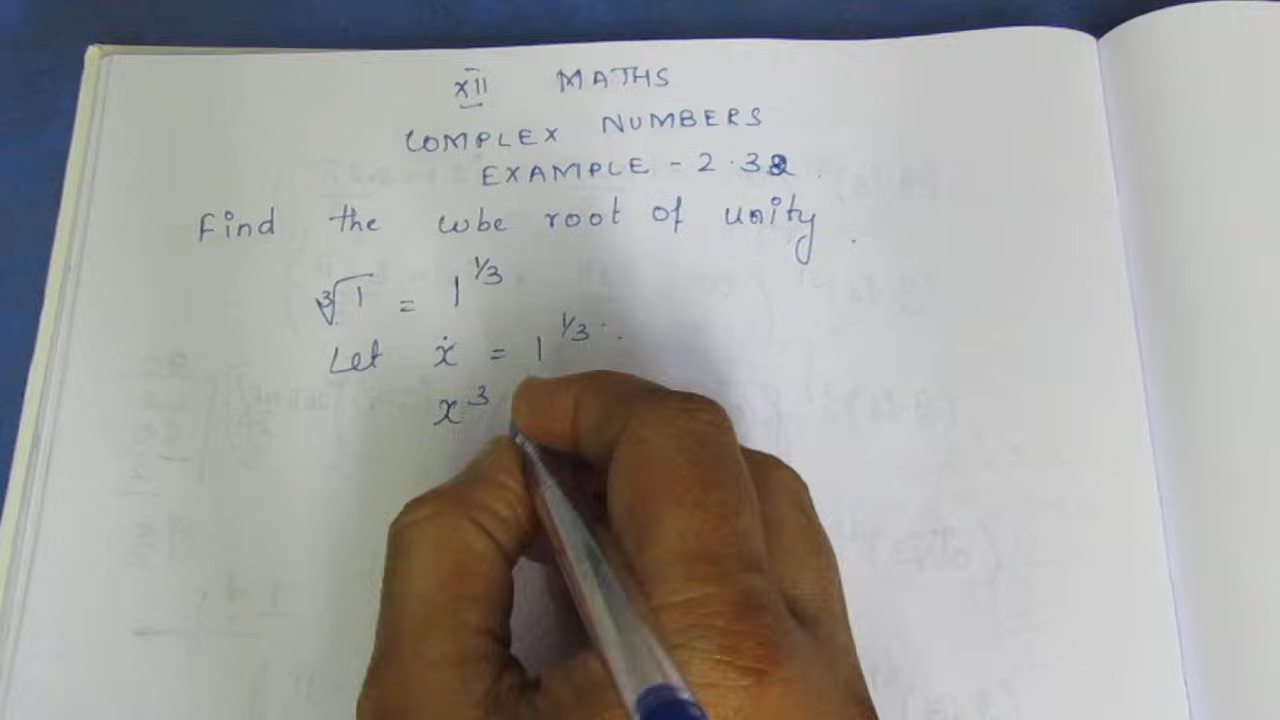 XII MATHS
COMPLEX NUMBERS
EXAMPLE - 2.32
Find the cube root of unity.
∛1 = 1^{1/3}
Let x = 1^{1/3}.
x^3